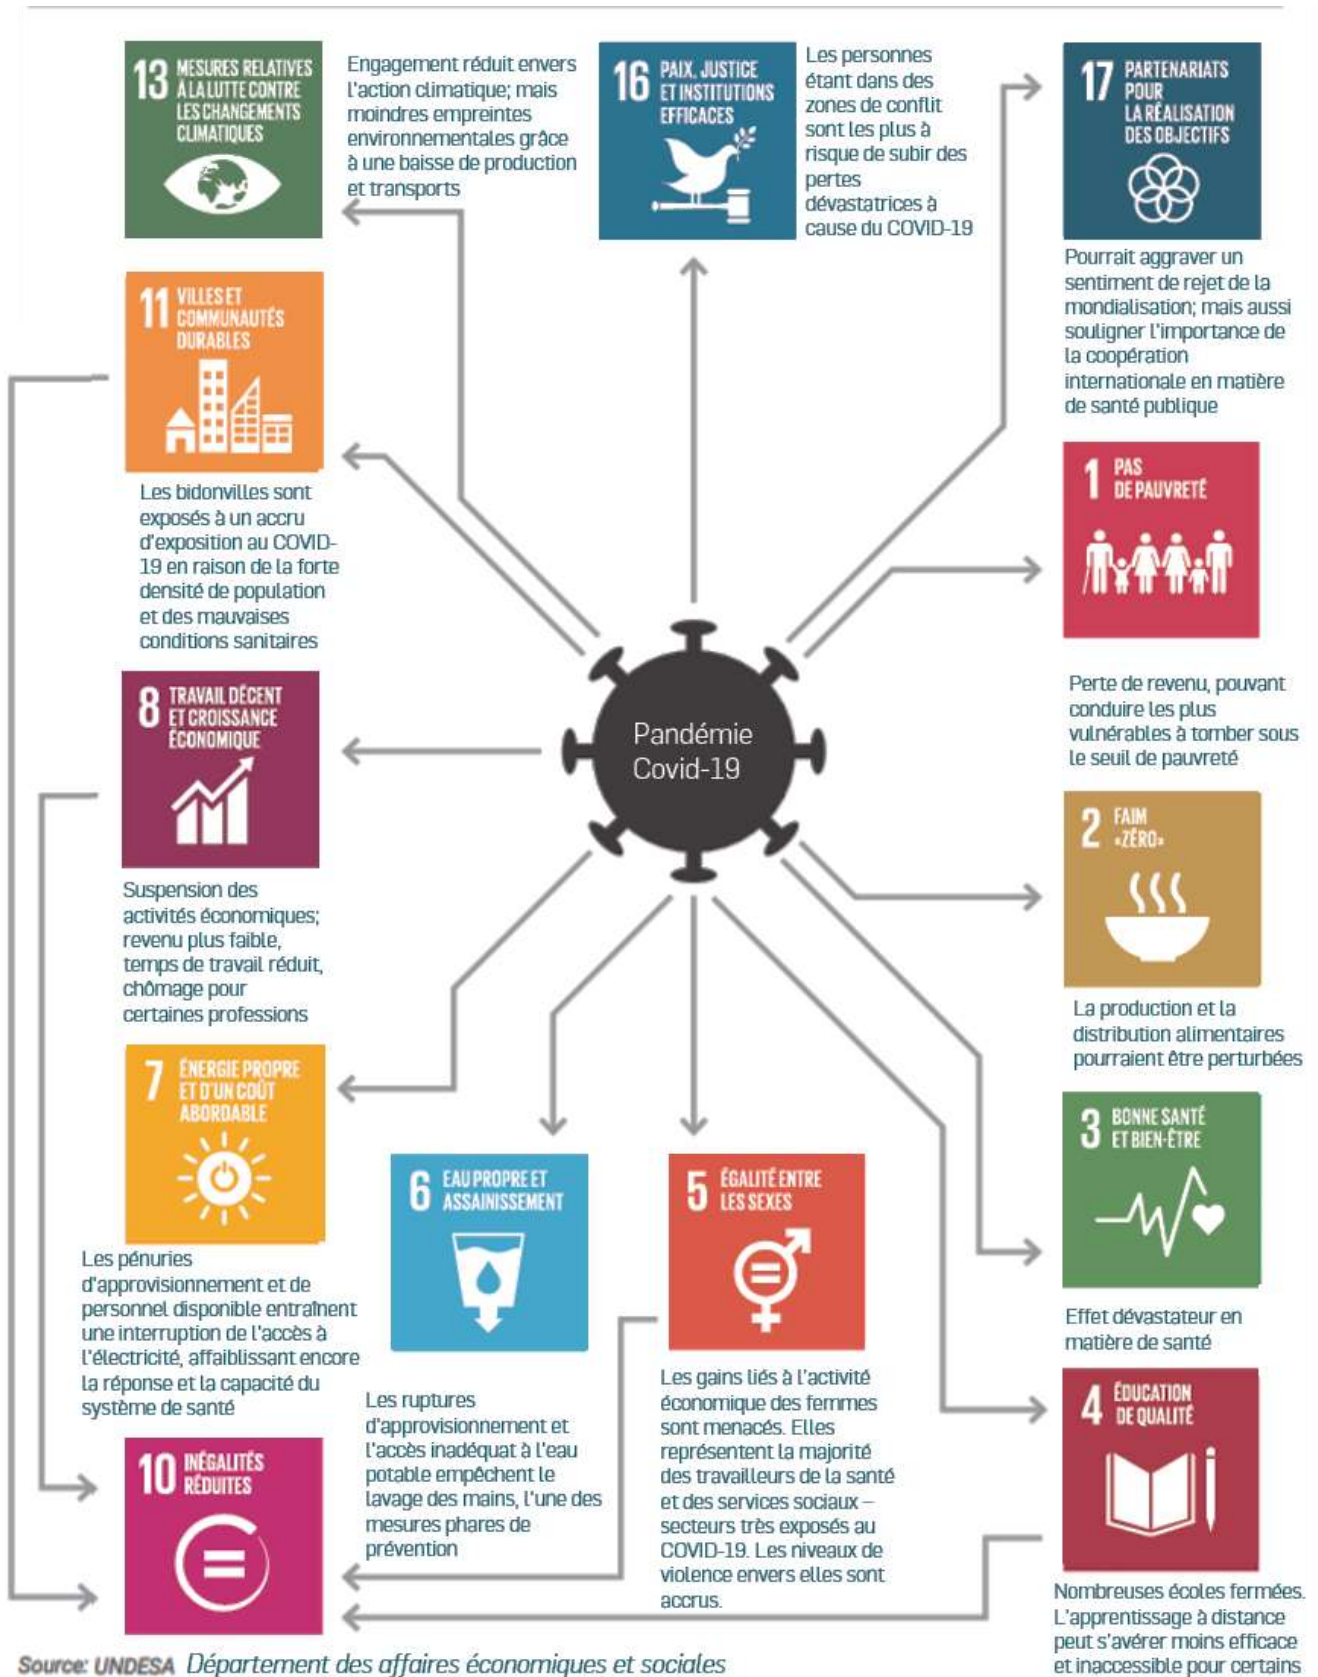 13 MESURES RELATIVES
À LA LUTTE CONTRE
LES CHANGEMENTS
CLIMATIQUES
Engagement réduit envers
l'action climatique; mais
moindres empreintes
environnementales grâce
à une baisse de production
et transports
16 PAIX, JUSTICE
ET INSTITUTIONS
EFFICACES
Les personnes
étant dans des
zones de conflit
sont les plus à
risque de subir des
pertes
dévastatrices à
cause du COVID-19
17 PARTENARIATS
POUR
LA RÉALISATION
DES OBJECTIFS
Pourrait aggraver un
sentiment de rejet de la
mondialisation; mais aussi
souligner l'importance de
la coopération
internationale en matière
de santé publique
11 VILLES ET
COMMUNAUTÉS
DURABLES
Les bidonvilles sont
exposés à un accru
d'exposition au COVID-
19 en raison de la forte
densité de population
et des mauvaises
conditions sanitaires
1 PAS
DE PAUVRETÉ
Perte de revenu, pouvant
conduire les plus
vulnérables à tomber sous
le seuil de pauvreté
8 TRAVAIL DÉCENT
ET CROISSANCE
ÉCONOMIQUE
Suspension des
activités économiques;
revenu plus faible,
temps de travail réduit,
chômage pour
certaines professions
Pandémie
Covid-19
2 FAIM
«ZÉRO»
La production et la
distribution alimentaires
pourraient être perturbées
7 ÉNERGIE PROPRE
ET D'UN COÛT
ABORDABLE
Les pénuries
d'approvisionnement et de
personnel disponible entraînent
une interruption de l'accès à
l'électricité, affaiblissant encore
la réponse et la capacité du
système de santé
6 EAU PROPRE ET
ASSAINISSEMENT
Les ruptures
d'approvisionnement et
l'accès inadéquat à l'eau
potable empêchent le
lavage des mains, l'une des
mesures phares de
prévention
5 ÉGALITÉ ENTRE
LES SEXES
Les gains liés à l'activité
économique des femmes
sont menacés. Elles
représentent la majorité
des travailleurs de la santé
et des services sociaux –
secteurs très exposés au
COVID-19. Les niveaux de
violence envers elles sont
accrus.
3 BONNE SANTÉ
ET BIEN-ÊTRE
Effet dévastateur en
matière de santé
4 ÉDUCATION
DE QUALITÉ
Nombreuses écoles fermées.
L'apprentissage à distance
peut s'avérer moins efficace
et inaccessible pour certains
10 INÉGALITÉS
RÉDUITES
Source: UNDESA Département des affaires économiques et sociales